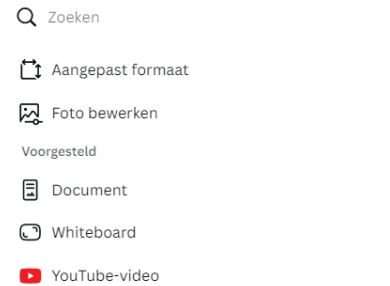 Zoeken
Aangepast formaat
Foto bewerken
Voorgesteld
Document
Whiteboard
YouTube-video